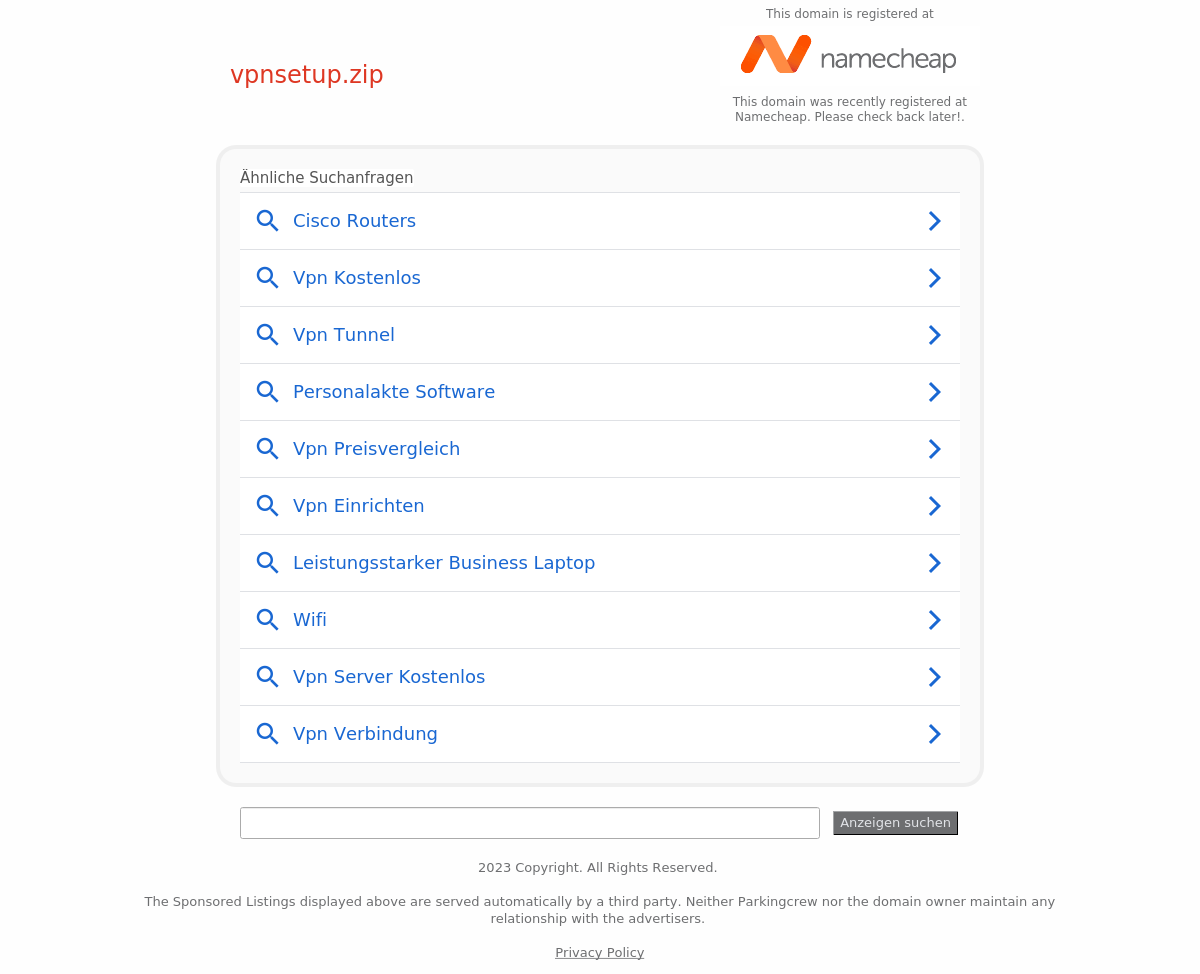 This domain is registered at
namecheap
vpnsetup.zip
This domain was recently registered at
Namecheap. Please check back later!.
Ähnliche Suchanfragen
Cisco Routers
Vpn Kostenlos
Vpn Tunnel
Personalakte Software
Vpn Preisvergleich
Vpn Einrichten
Leistungsstarker Business Laptop
Wifi
Vpn Server Kostenlos
Vpn Verbindung
Anzeigen suchen
2023 Copyright. All Rights Reserved.
The Sponsored Listings displayed above are served automatically by a third party. Neither Parkingcrew nor the domain owner maintain any
relationship with the advertisers.
Privacy Policy